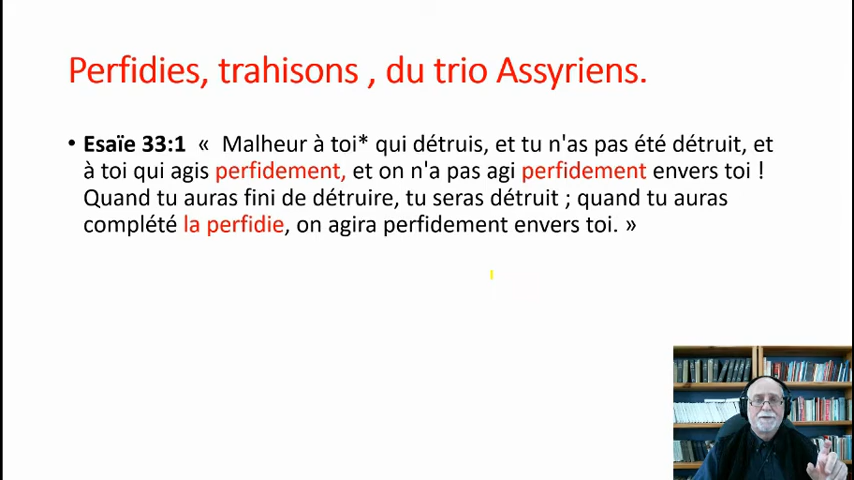 Perfidies, trahisons , du trio Assyriens.
• Esaïe 33:1 « Malheur à toi* qui détruis, et tu n'as pas été détruit, et
à toi qui agis perfidement, et on n'a pas agi perfidement envers toi !
Quand tu auras fini de détruire, tu seras détruit ; quand tu auras
complété la perfidie, on agira perfidement envers toi. »